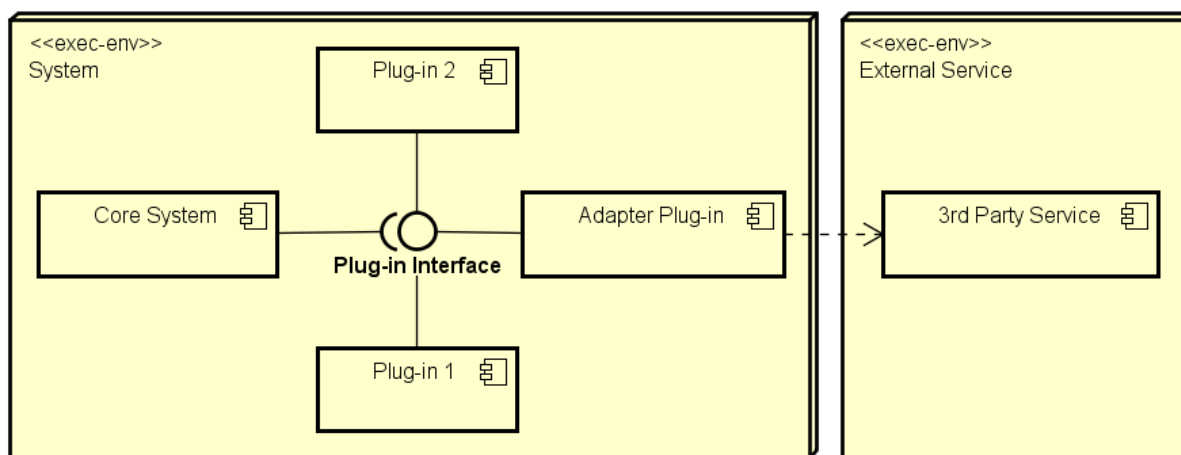 <<exec-env>>
System
Plug-in 2
Core System
Adapter Plug-in
Plug-in Interface
Plug-in 1
<<exec-env>>
External Service
3rd Party Service